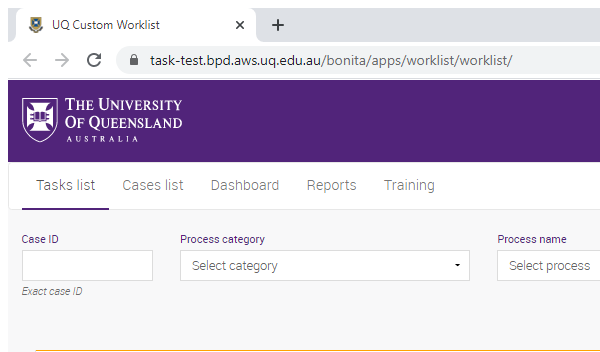 UQ Custom Worklist
task-test.bpd.aws.uq.edu.au/bonita/apps/worklist/worklist/
THE UNIVERSITY
OF QUEENSLAND
AUSTRALIA
Tasks list Cases list Dashboard Reports Training
Case ID Process category Process name
Select category Select process
Exact case ID